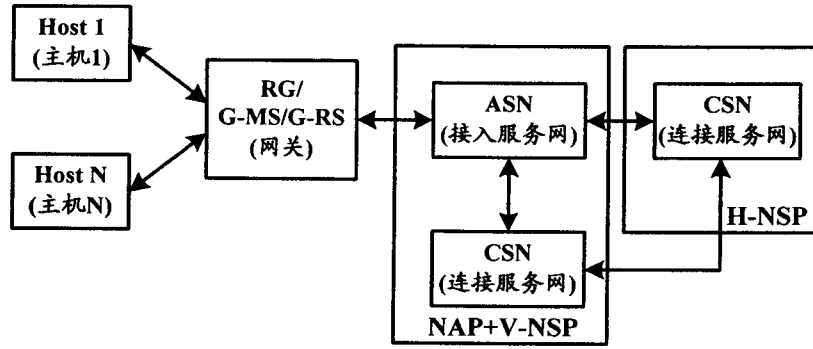 Host 1
(主机1)
Host N
(主机N)
RG/
G-MS/G-RS
(网关)
ASN
(接入服务网)
CSN
(连接服务网)
NAP+V-NSP
CSN
(连接服务网)
H-NSP